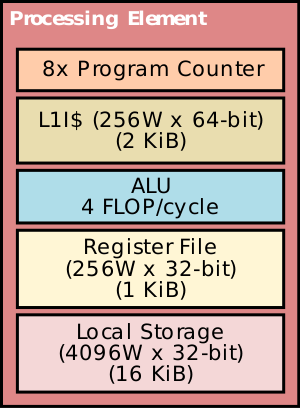 Processing Element
8x Program Counter
L1I$ (256W x 64-bit)
(2 KiB)
ALU
4 FLOP/cycle
Register File
(256W x 32-bit)
(1 KiB)
Local Storage
(4096W x 32-bit)
(16 KiB)